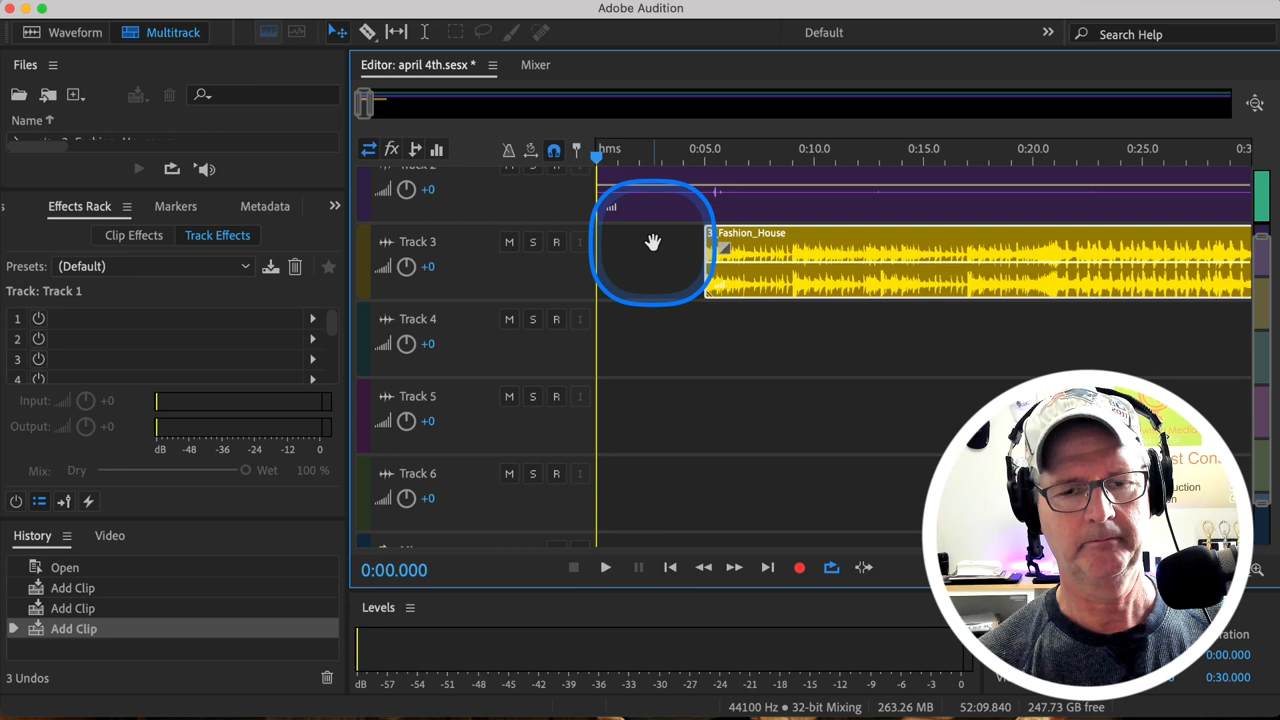 Adobe Audition
Waveform Multitrack Default Search Help
Files
Name
Effects Rack Markers Metadata
Clip Effects Track Effects
Presets: (Default)
Track: Track 1
1
2
3
4
Input: +0
Output: +0
dB -48 -36 -24 -12 0
Mix: Dry Wet 100 %
History Video
Open
Add Clip
Add Clip
Add Clip
3 Undos
Editor: april 4th.sesx * Mixer
fx hms 0:05.0 0:10.0 0:15.0 0:20.0 0:25.0 0:3
+0
Track 3 M S R I
+0
_Fashion_House
Track 4 M S R I
+0
Track 5 M S R I
+0
Track 6 M S R I
+0
0:00.000
Levels
dB -57 -54 -51 -48 -45 -42 -39 -36 -33 -30 -27 -24 -21 -18 -15 -12 -9 -6 -3 0
ration
0:00.000
0:30.000
44100 Hz ● 32-bit Mixing 263.26 MB 52:09.840 247.73 GB free